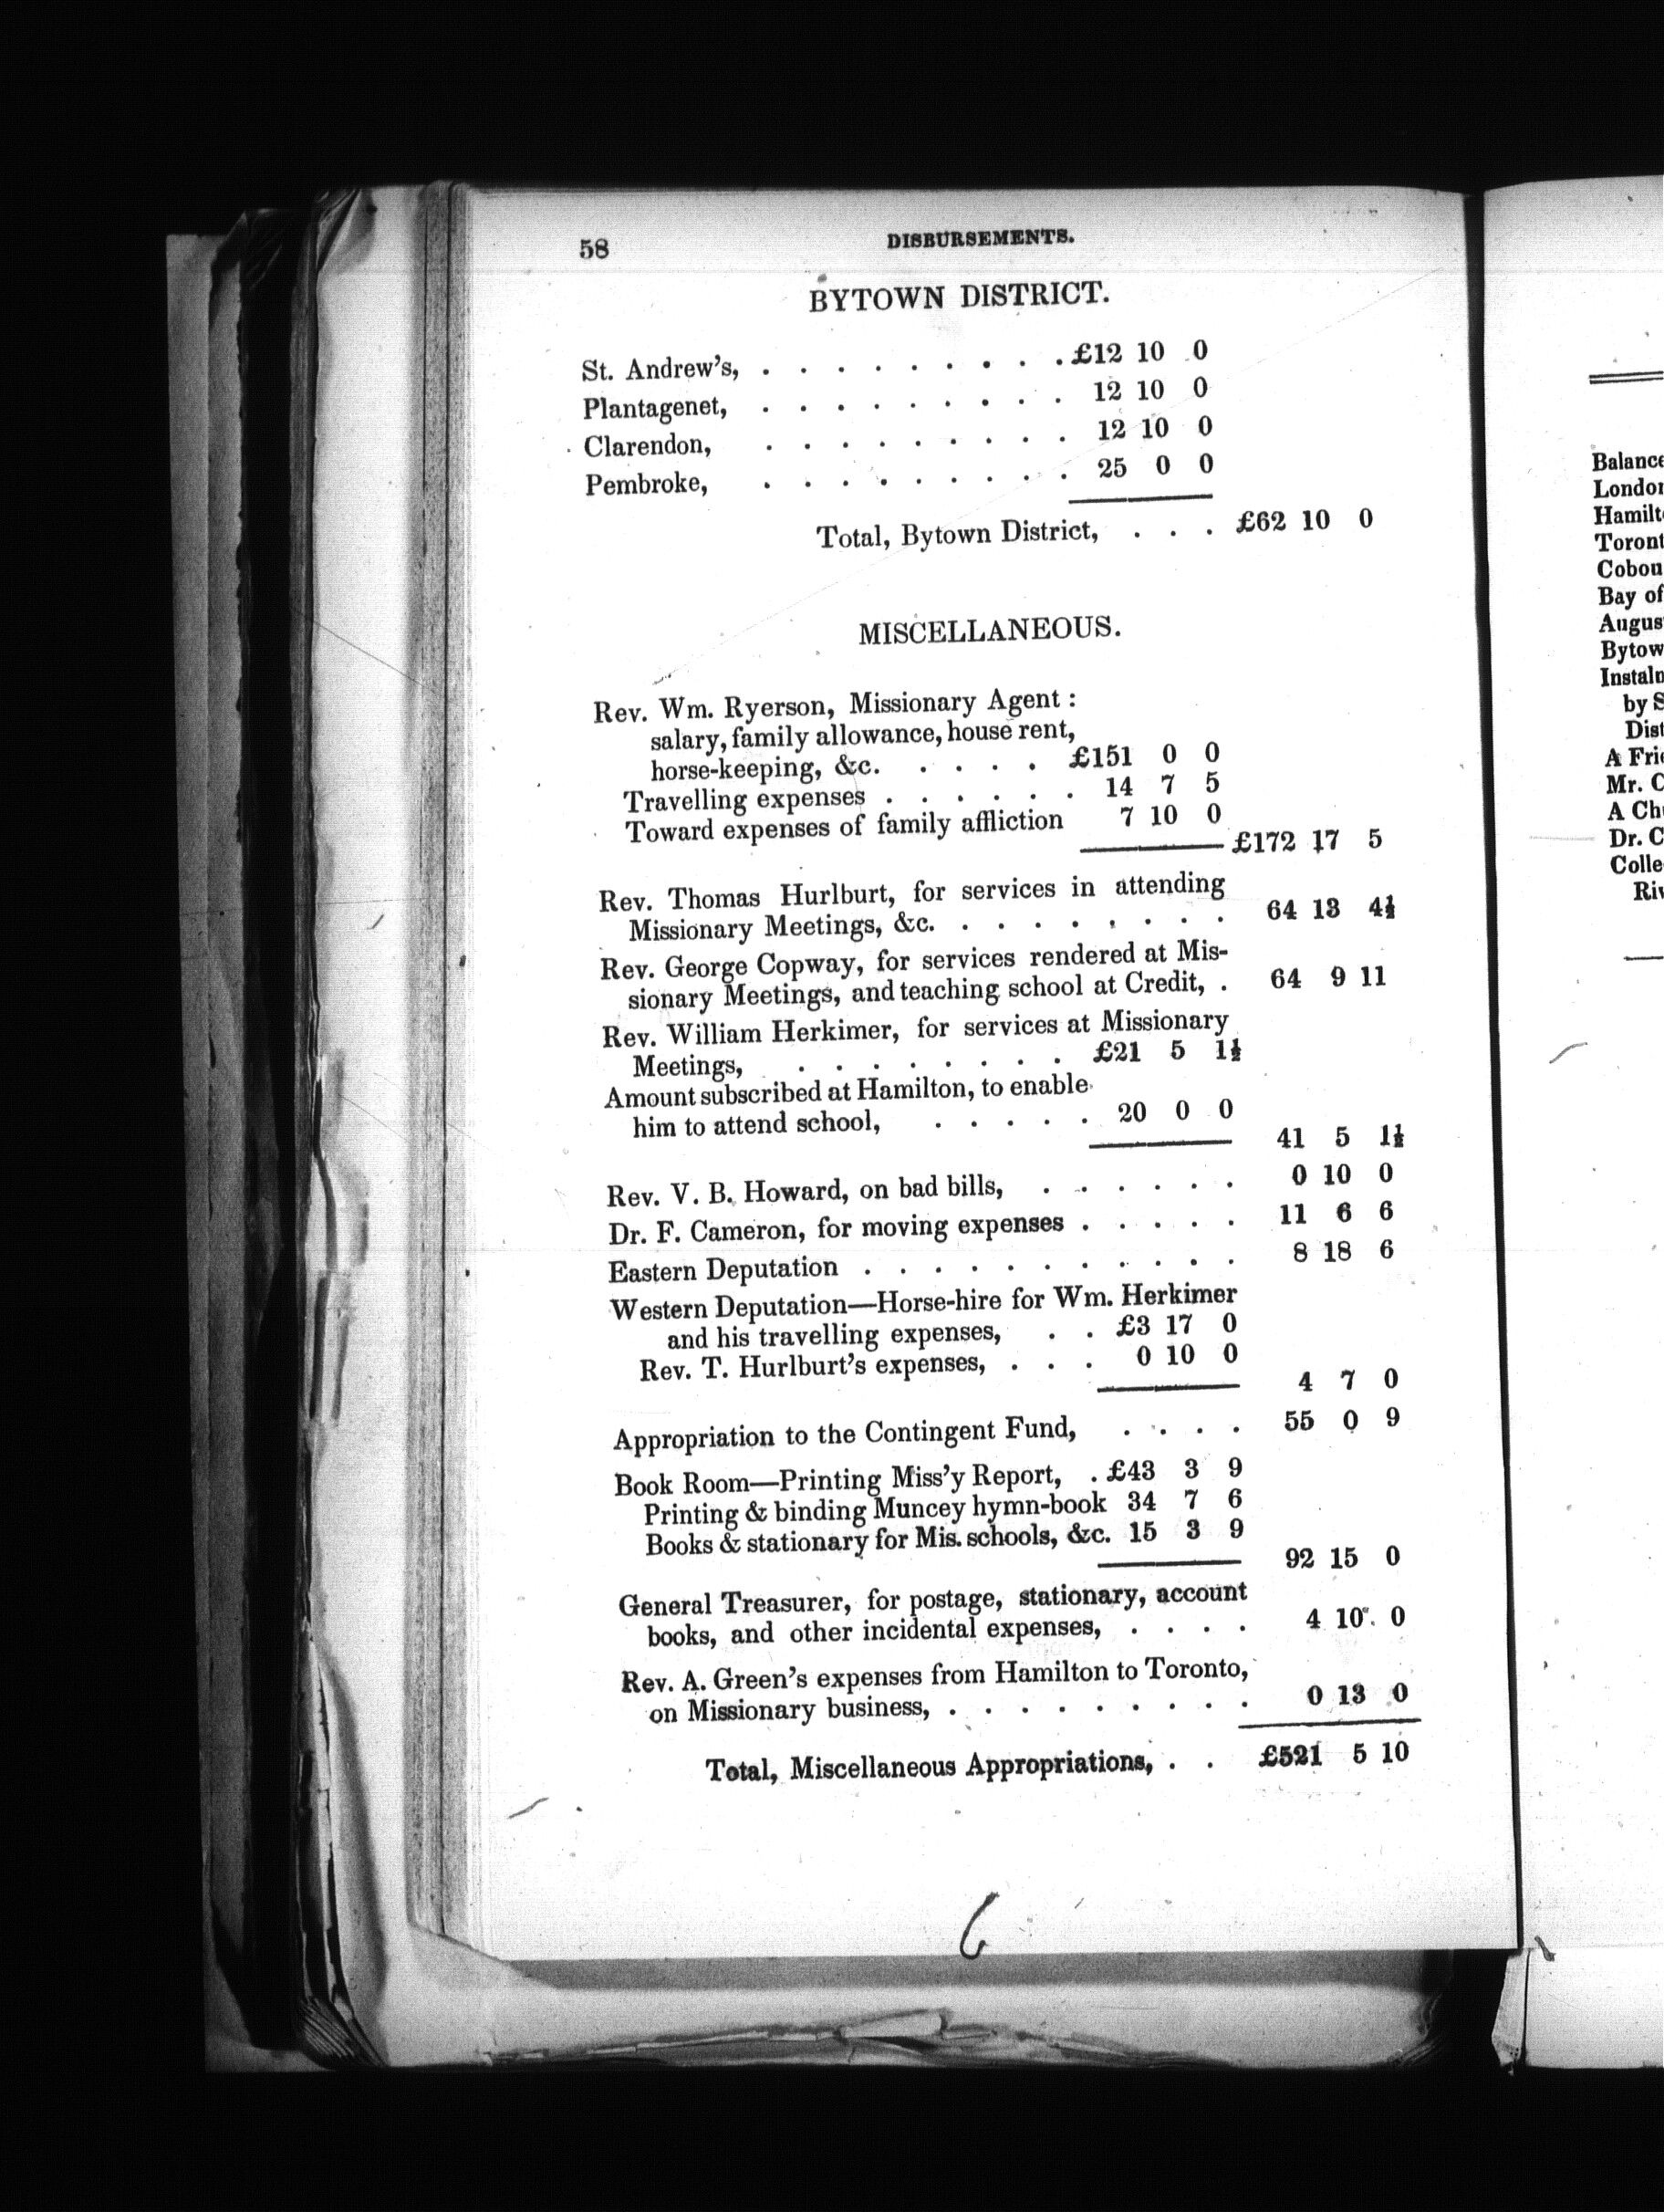 58 DISBURSEMENTS.
BYTOWN DISTRICT.
St. Andrew's, . . . . . . . . . £12 10 0
Plantagenet, . . . . . . . . . 12 10 0
Clarendon, . . . . . . . . . 12 10 0
Pembroke, . . . . . . . . . 25 0 0
Total, Bytown District, . . . £62 10 0
MISCELLANEOUS.
Rev. Wm. Ryerson, Missionary Agent :
salary, family allowance, house rent,
horse-keeping, &c. . . . . £151 0 0
Travelling expenses . . . . . . 14 7 5
Toward expenses of family affliction 7 10 0
£172 17 5
Rev. Thomas Hurlburt, for services in attending
Missionary Meetings, &c. . . . . . . . . 64 13 4½
Rev. George Copway, for services rendered at Mis-
sionary Meetings, and teaching school at Credit, . 64 9 11
Rev. William Herkimer, for services at Missionary
Meetings, . . . . . . . . £21 5 1½
Amount subscribed at Hamilton, to enable
him to attend school, . . . . . 20 0 0
41 5 1½
Rev. V. B. Howard, on bad bills, . . . . . . 0 10 0
Dr. F. Cameron, for moving expenses . . . . . 11 6 6
Eastern Deputation . . . . . . . . . . . 8 18 6
Western Deputation—Horse-hire for Wm. Herkimer
and his travelling expenses, . . £3 17 0
Rev. T. Hurlburt's expenses, . . . 0 10 0
4 7 0
Appropriation to the Contingent Fund, . . . . 55 0 9
Book Room—Printing Miss'y Report, . £43 3 9
Printing & binding Muncey hymn-book 34 7 6
Books & stationary for Mis. schools, &c. 15 3 9
92 15 0
General Treasurer, for postage, stationary, account
books, and other incidental expenses, . . . . 4 10 0
Rev. A. Green's expenses from Hamilton to Toronto,
on Missionary business, . . . . . . . . . 0 13 0
Total, Miscellaneous Appropriations, . . £521 5 10
6
Balance
London
Hamilt
Toront
Cobou
Bay of
Augus
Bytow
Instaln
by S
Dist
A Frie
Mr. C
A Ch
Dr. C
Colle
Riv